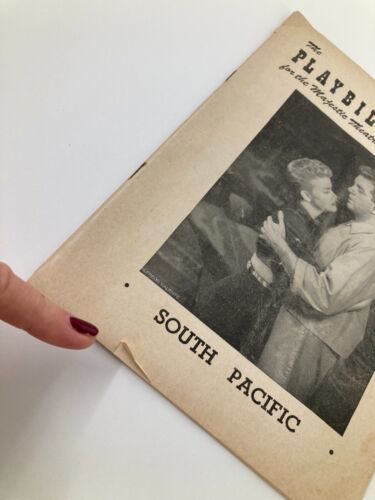 The
PLAYBIL
for the Majestic Theatr
SOUTH PACIFIC